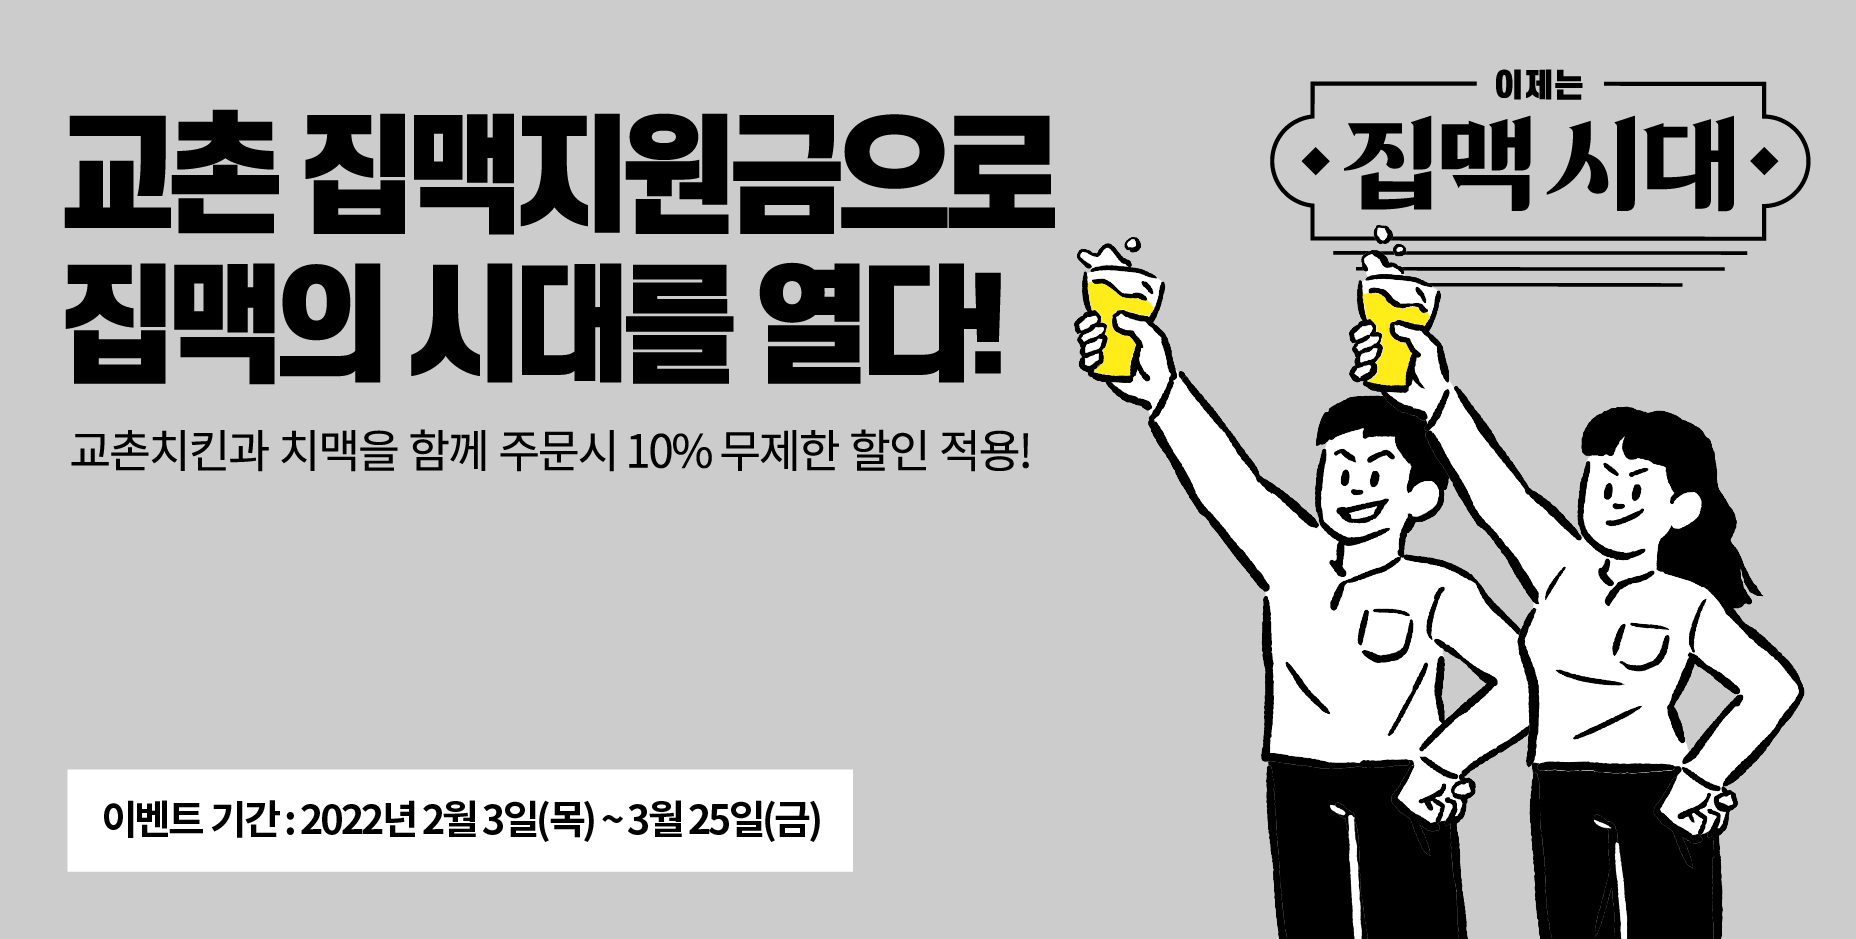 교촌 집맥지원금으로
집맥의 시대를 열다!
교촌치킨과 치맥을 함께 주문시 10% 무제한 할인 적용!
이벤트 기간 : 2022년 2월 3일(목) ~ 3월 25일(금)
이제는
집맥 시대